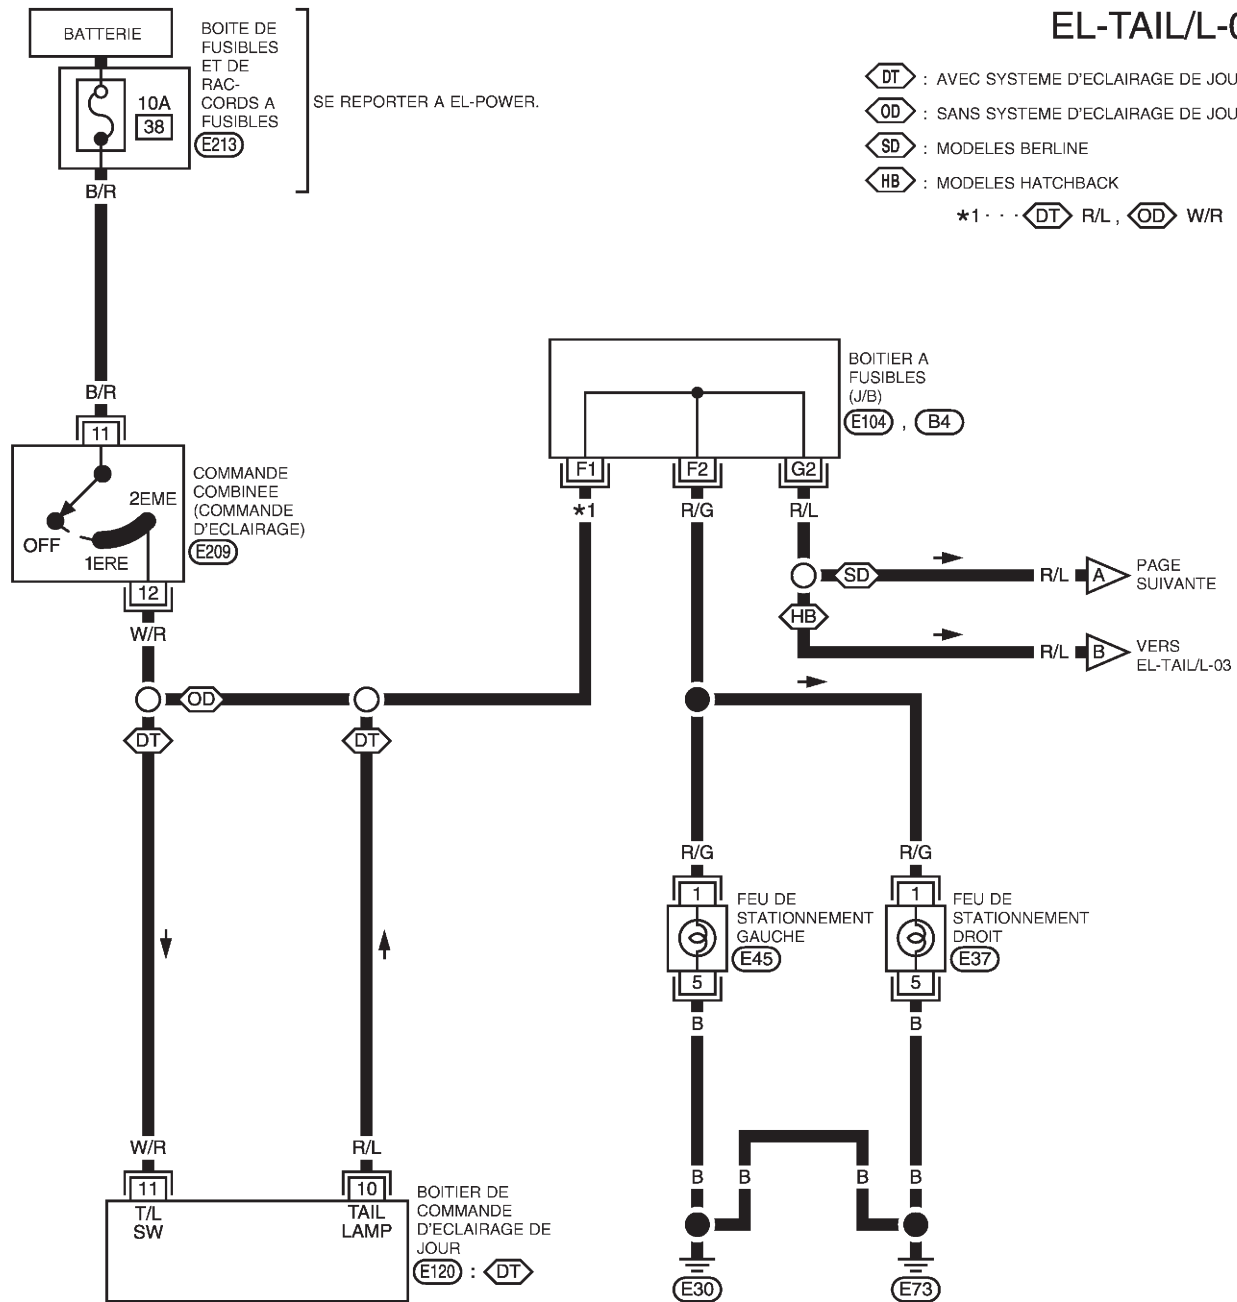 EL-TAIL/L-0
BATTERIE
BOITE DE
FUSIBLES
ET DE
RAC-
CORDS A
FUSIBLES
E213
10A
38
SE REPORTER A EL-POWER.
DT : AVEC SYSTEME D'ECLAIRAGE DE JOU
OD : SANS SYSTEME D'ECLAIRAGE DE JOU
SD : MODELES BERLINE
HB : MODELES HATCHBACK
*1 · · · DT R/L , OD W/R
B/R
B/R
11
COMMANDE
COMBINEE
(COMMANDE
D'ECLAIRAGE)
E209
2EME
OFF
1ERE
12
W/R
BOITIER A
FUSIBLES
(J/B)
E104 , B4
F1 F2 G2
*1 R/G R/L
SD R/L A PAGE
SUIVANTE
HB
R/L B VERS
EL-TAIL/L-03
OD
DT DT
R/G R/G
1 1
FEU DE
STATIONNEMENT
GAUCHE
E45
FEU DE
STATIONNEMENT
DROIT
E37
5 5
B B
W/R R/L
B B B B
11 10
T/L
SW
TAIL
LAMP
BOITIER DE
COMMANDE
D'ECLAIRAGE DE
JOUR
E120 : DT
E30 E73